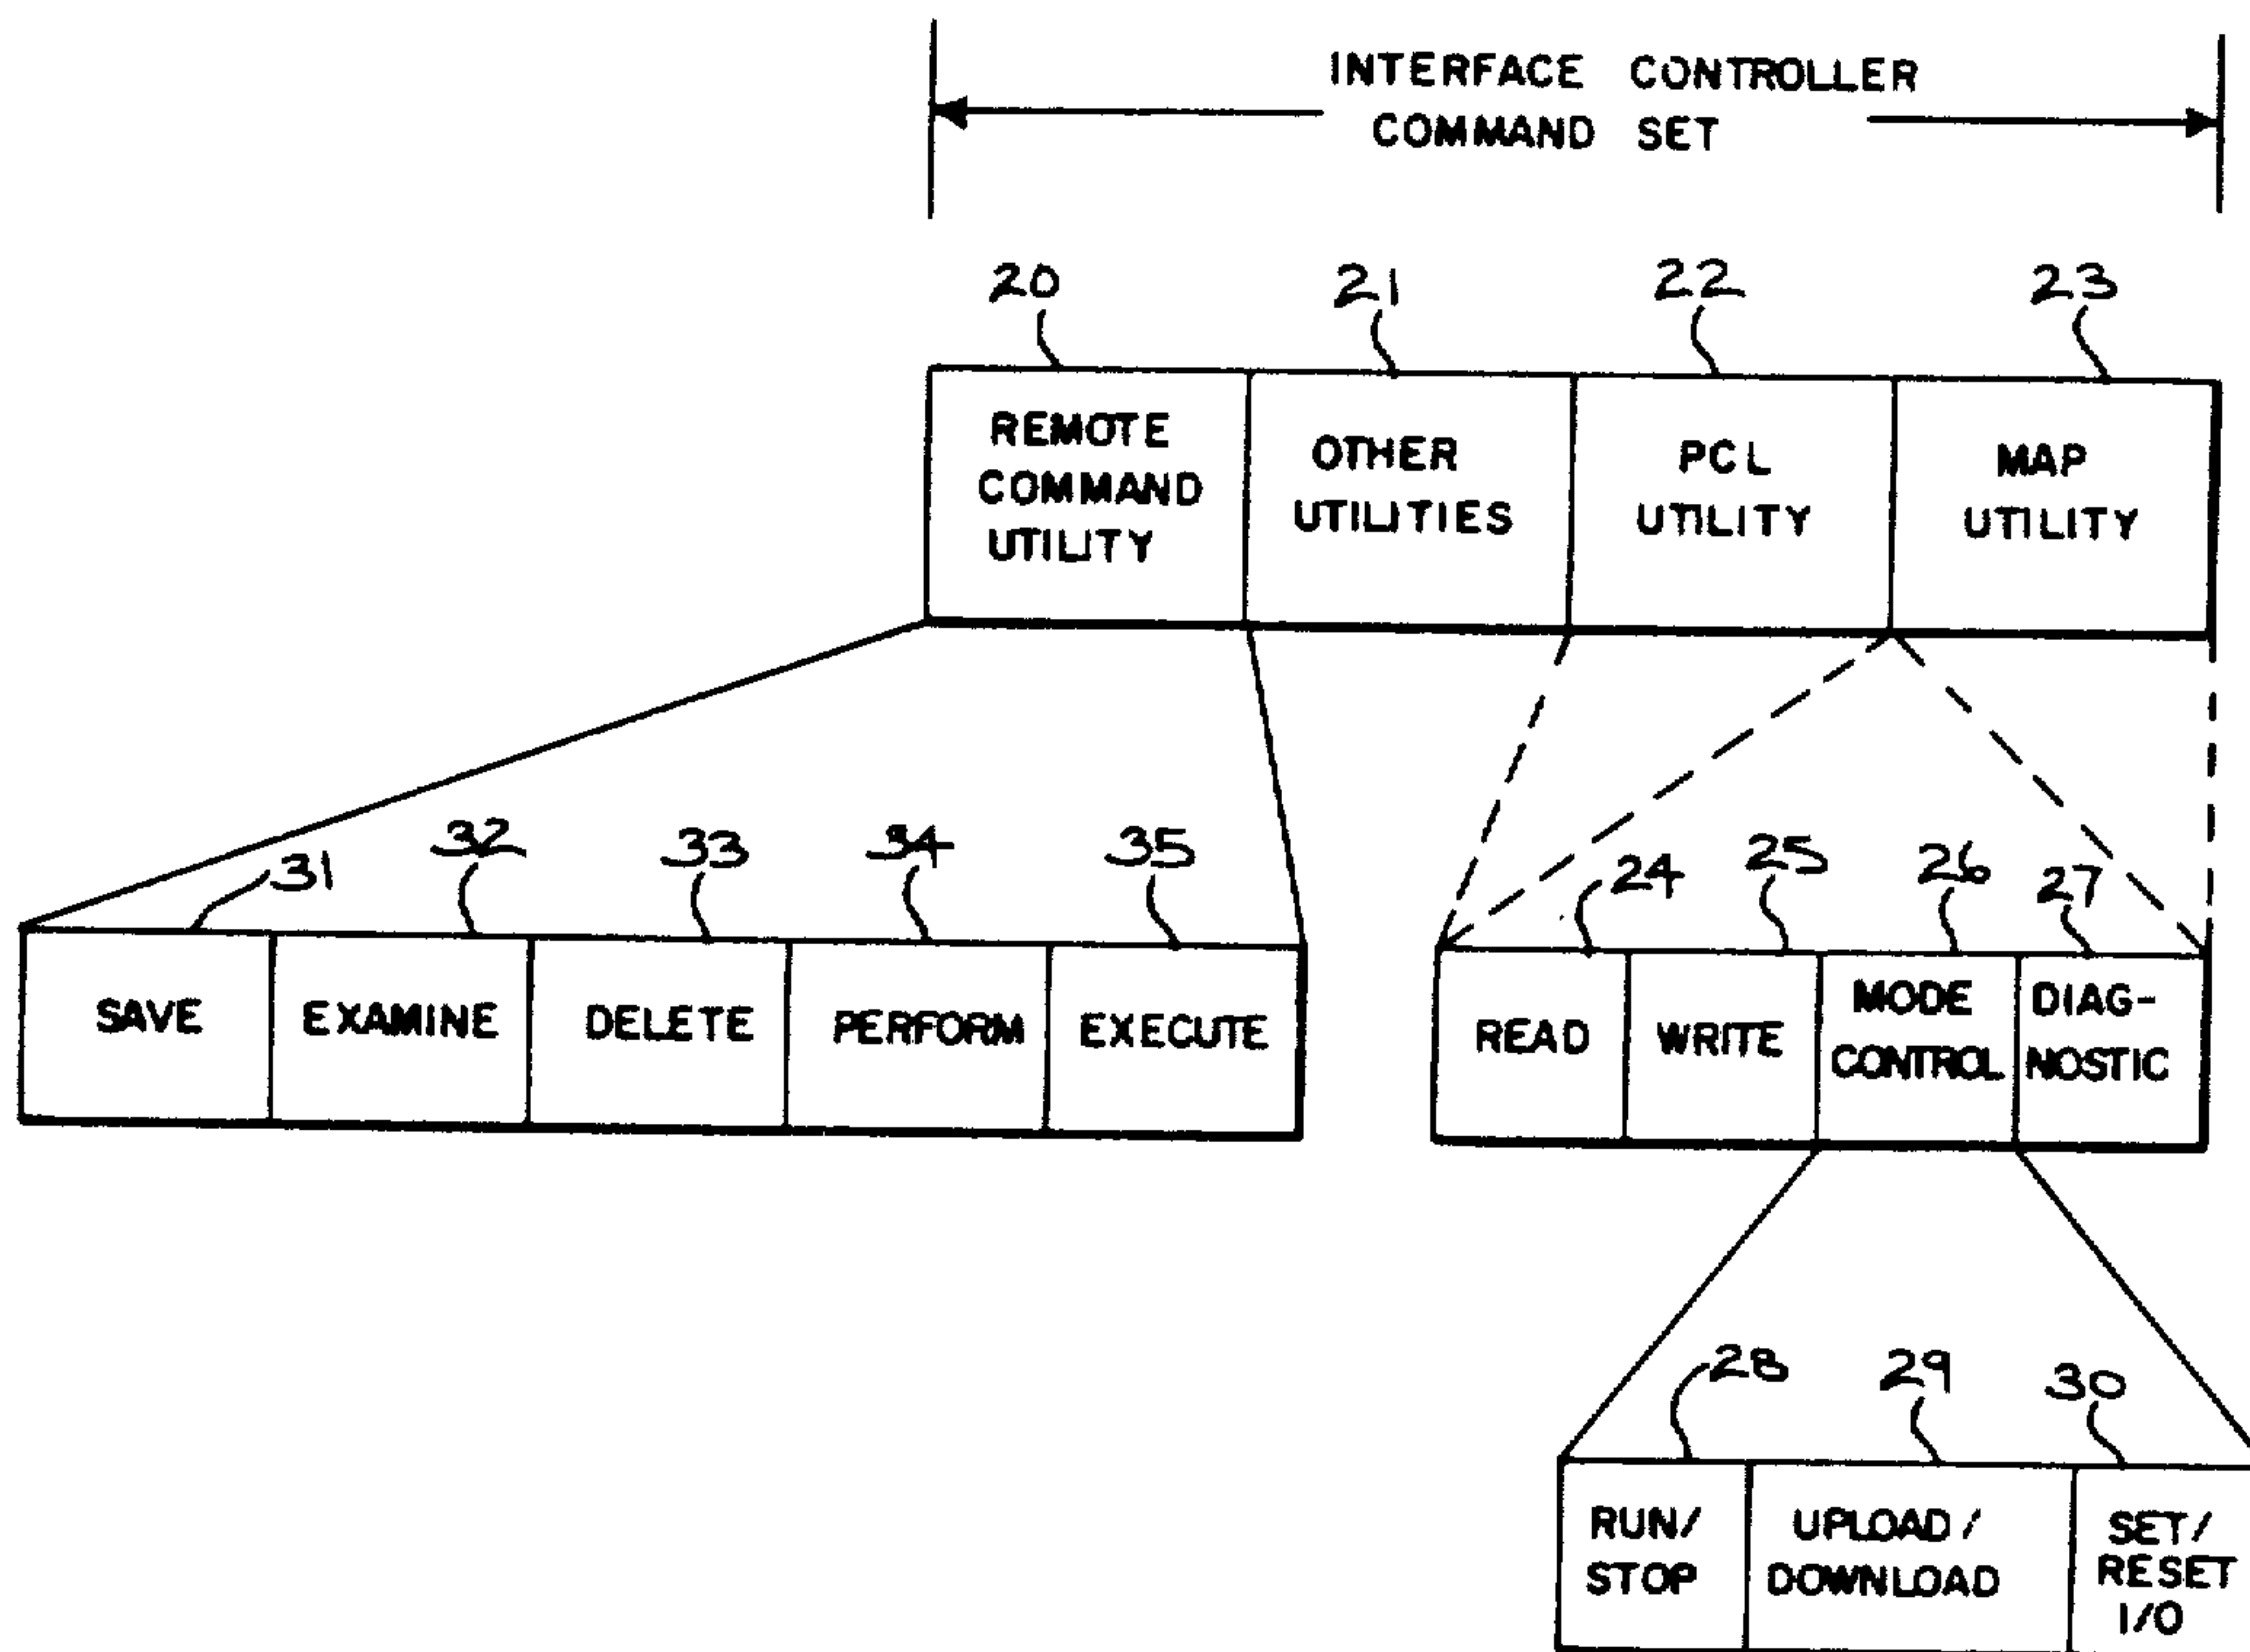 INTERFACE CONTROLLER
COMMAND SET
20
21
22
23
REMOTE
COMMAND
UTILITY
OTHER
UTILITIES
PCL
UTILITY
MAP
UTILITY
31
32
33
34
35
24
25
26
27
SAVE
EXAMINE
DELETE
PERFORM
EXECUTE
READ
WRITE
MODE
CONTROL
DIAG-
NOSTIC
28
29
30
RUN/
STOP
UPLOAD/
DOWNLOAD
SET/
RESET
I/O